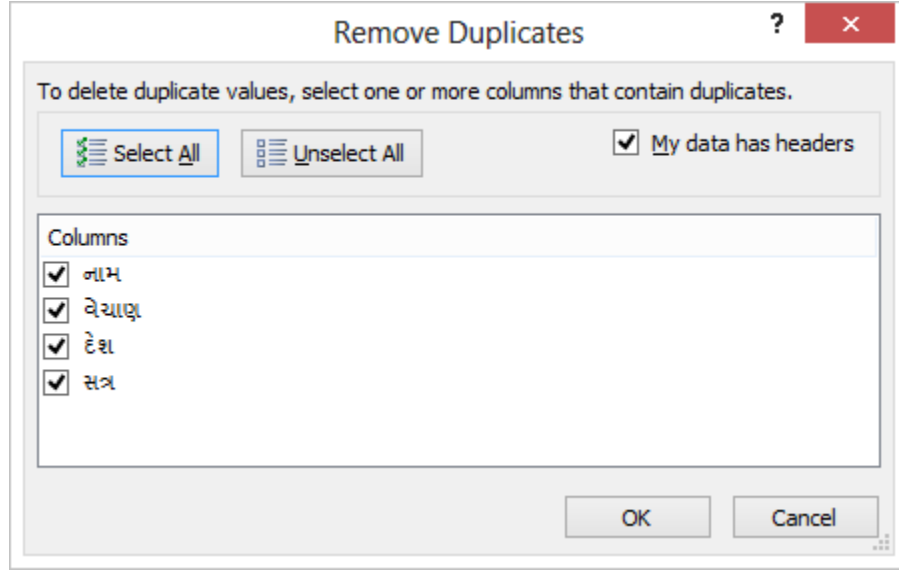 Remove Duplicates ?
To delete duplicate values, select one or more columns that contain duplicates.
Select All Unselect All My data has headers
Columns
નામ
વેચાણ
દેશ
સત્ર
OK Cancel